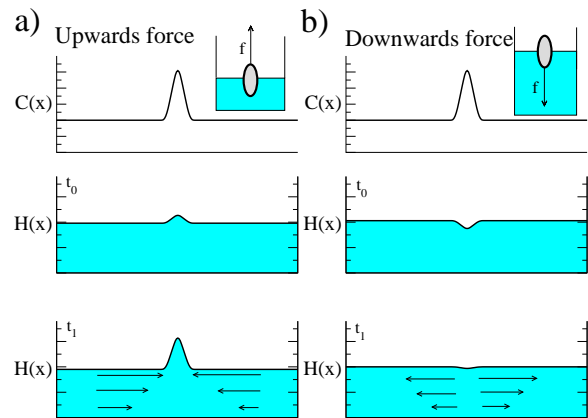 a)
Upwards force
f
C(x)
t0
H(x)
t1
H(x)
b)
Downwards force
f
C(x)
t0
H(x)
t1
H(x)